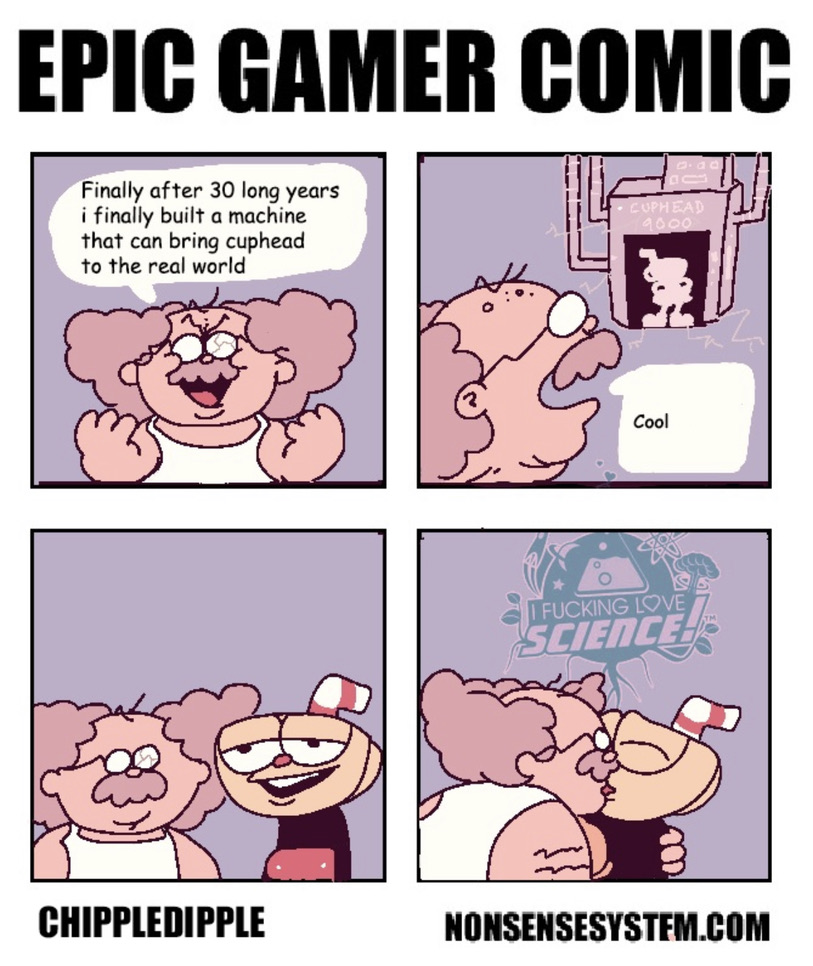 EPIC GAMER COMIC
Finally after 30 long years
i finally built a machine
that can bring cuphead
to the real world
CUPHEAD
9000
Cool
I FUCKING LOVE
SCIENCE!
TM
CHIPPLEDIPPLE
NONSENSESYSTEM.COM